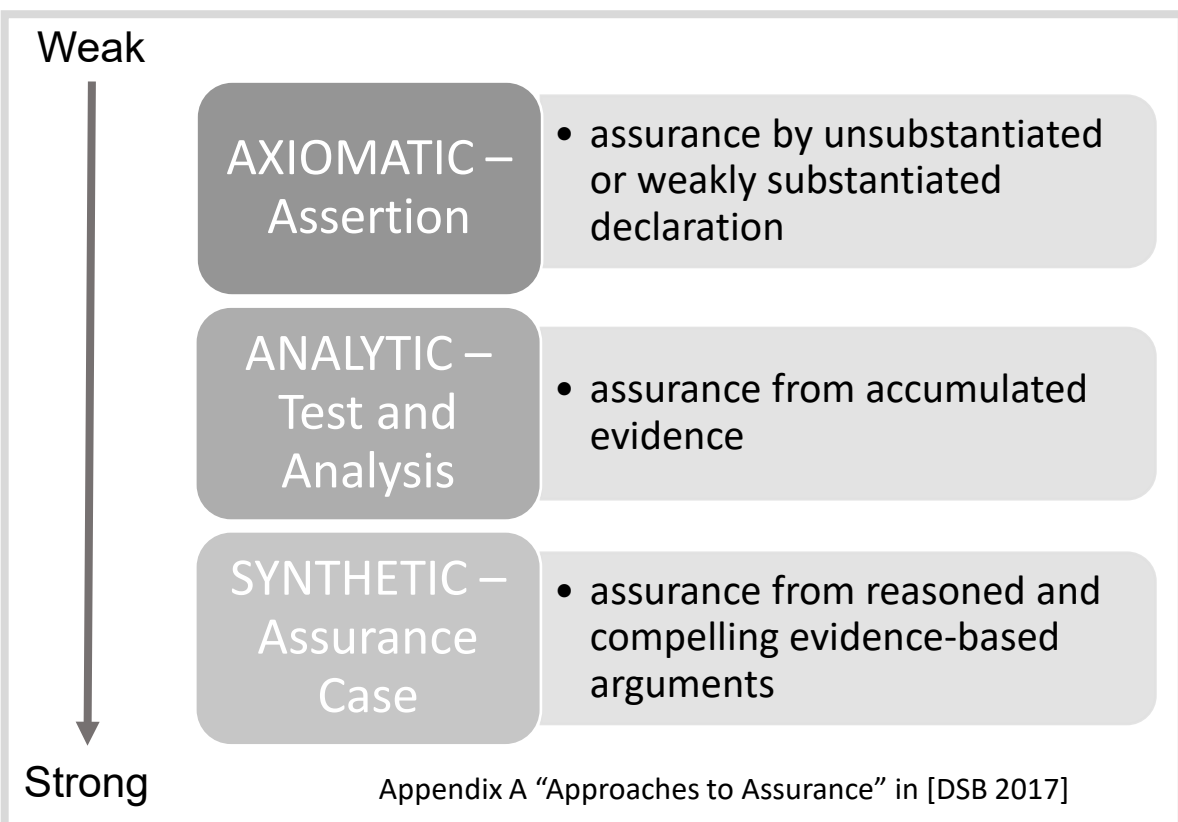 Weak
AXIOMATIC –
Assertion
• assurance by unsubstantiated
or weakly substantiated
declaration
ANALYTIC –
Test and
Analysis
• assurance from accumulated
evidence
SYNTHETIC –
Assurance
Case
• assurance from reasoned and
compelling evidence-based
arguments
Strong
Appendix A “Approaches to Assurance” in [DSB 2017]